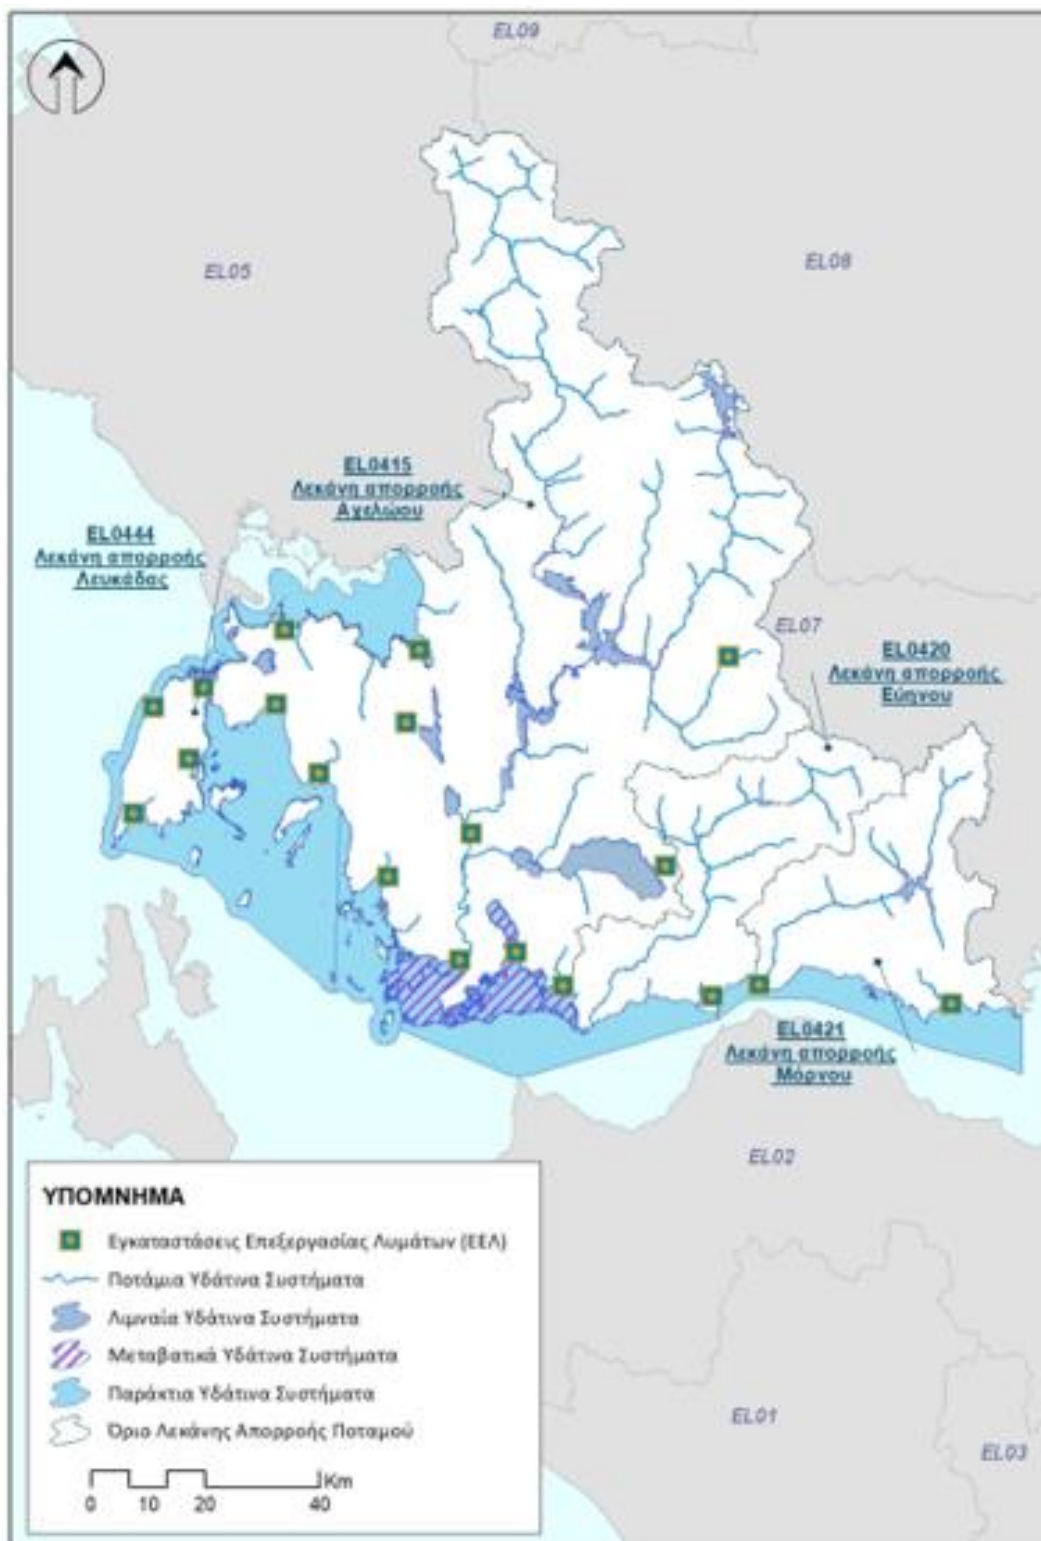 EL09
EL05
EL08
EL0415
Λεκάνη απορροής
Αχελώου
EL0444
Λεκάνη απορροής
Λευκάδας
EL07
EL0420
Λεκάνη απορροής
Εύηνου
EL0421
Λεκάνη απορροής
Μόρνου
EL02
ΥΠΟΜΝΗΜΑ
Εγκαταστάσεις Επεξεργασίας Λυμάτων (ΕΕΛ)
Ποτάμια Υδάτινα Συστήματα
Λιμναία Υδάτινα Συστήματα
Μεταβατικά Υδάτινα Συστήματα
Παράκτια Υδάτινα Συστήματα
Όριο Λεκάνης Απορροής Ποταμού
Km
0 10 20 40
EL01
EL03